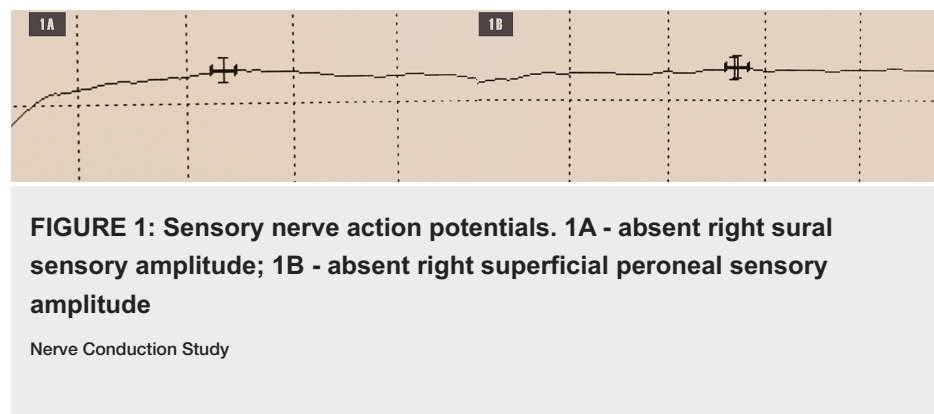 1A
1B
FIGURE 1: Sensory nerve action potentials. 1A - absent right sural
sensory amplitude; 1B - absent right superficial peroneal sensory
amplitude
Nerve Conduction Study